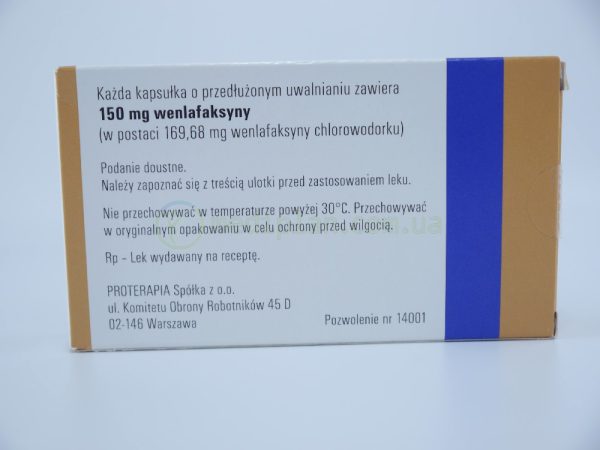 Każda kapsułka o przedłużonym uwalnianiu zawiera
150 mg wenlafaksyny
(w postaci 169,68 mg wenlafaksyny chlorowodorku)
Podanie doustne.
Należy zapoznać się z treścią ulotki przed zastosowaniem leku.
Nie przechowywać w temperaturze powyżej 30°C. Przechowywać
w oryginalnym opakowaniu w celu ochrony przed wilgocią.
Rp – Lek wydawany na receptę.
PROTERAPIA Spółka z o.o.
ul. Komitetu Obrony Robotników 45 D
02-146 Warszawa
Pozwolenie nr 14001